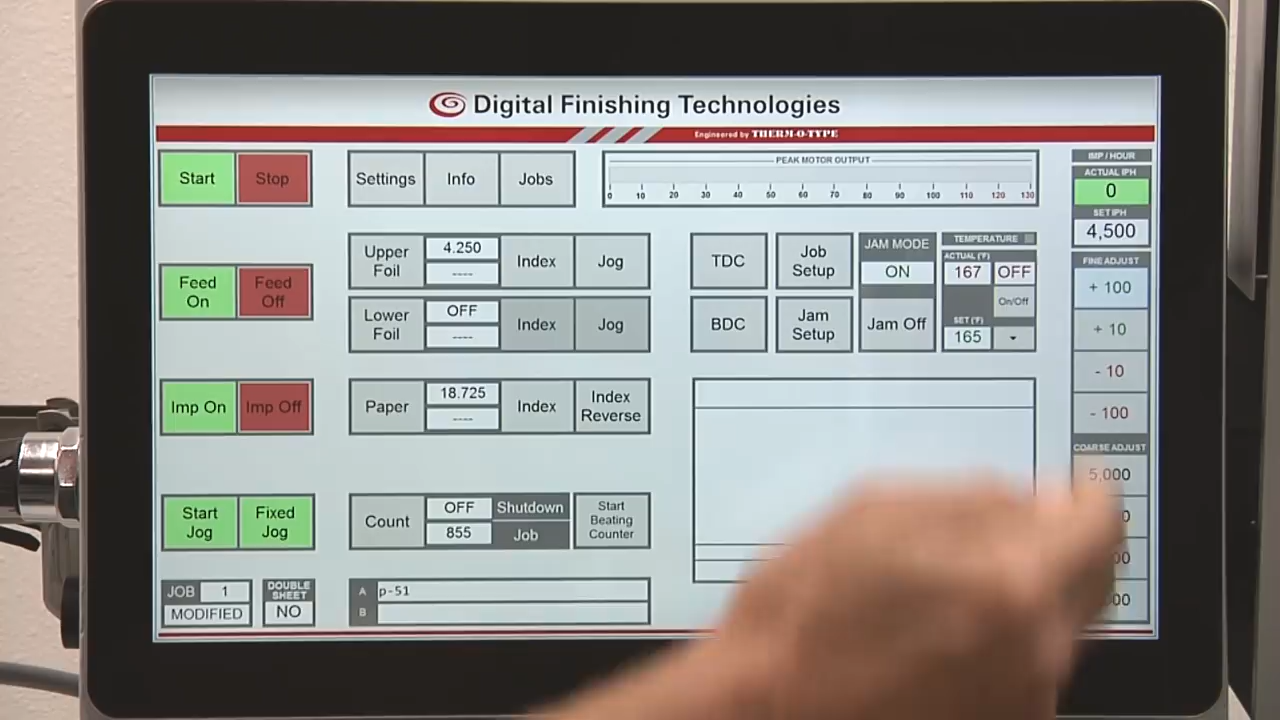 Digital Finishing Technologies
Engineered by THERM-O-TYPE
Start Stop
Settings Info Jobs
PEAK MOTOR OUTPUT
0 10 20 30 40 50 60 70 80 90 100 110 120 130
IMP / HOUR
ACTUAL IPH
0
SET IPH
4,500
Feed On
Feed Off
Upper Foil
4.250
----
Index
Jog
Lower Foil
OFF
----
Index
Jog
TDC
BDC
Job Setup
Jam Setup
JAM MODE
ON
Jam Off
TEMPERATURE
ACTUAL (°F)
167 OFF
On/Off
SET (°F)
165 -
FINE ADJUST
+ 100
+ 10
- 10
- 100
COARSE ADJUST
5,000
Imp On Imp Off
Paper
18.725
----
Index
Index Reverse
Start Jog
Fixed Jog
Count
OFF Shutdown
855 Job
Start Beating Counter
JOB 1
MODIFIED
DOUBLE SHEET
NO
A p-51
B